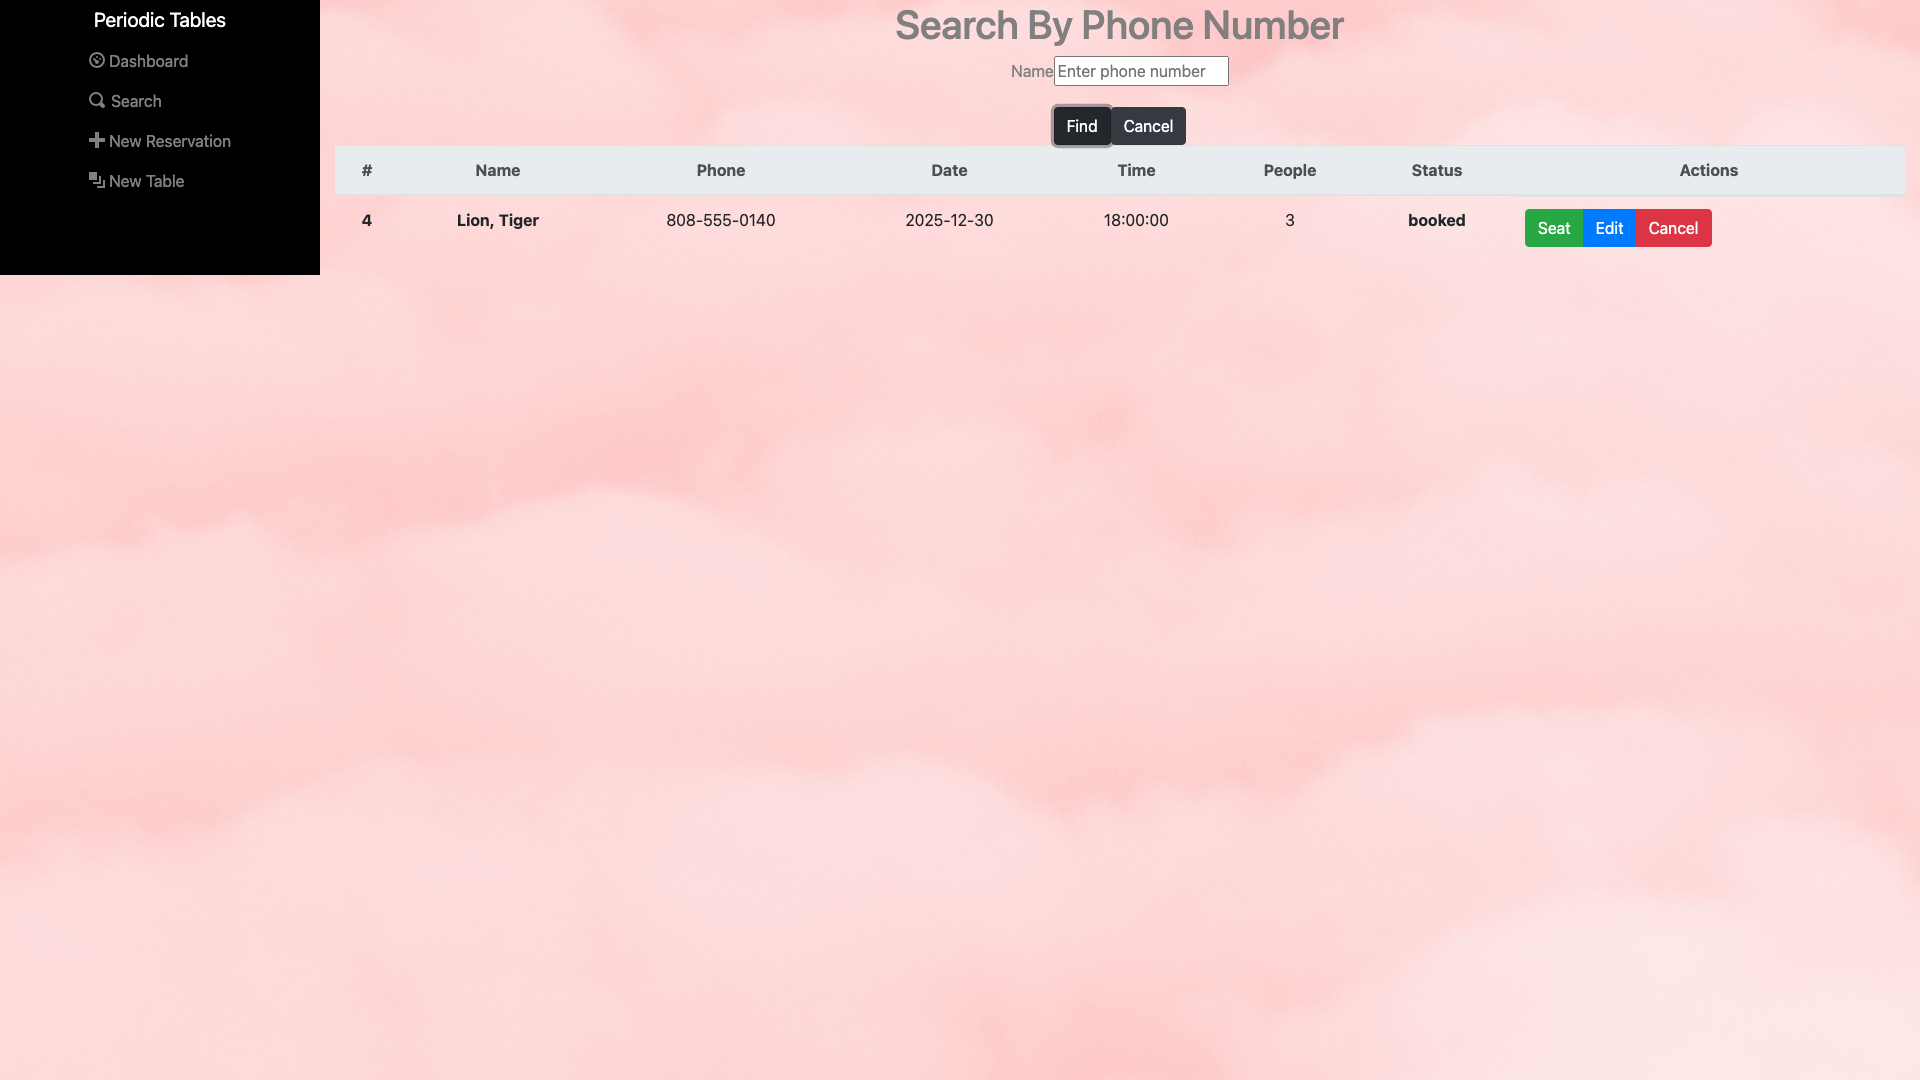 Periodic Tables
Dashboard
Search
New Reservation
New Table
Search By Phone Number
Name Enter phone number
Find Cancel
# Name Phone Date Time People Status Actions
4 Lion, Tiger 808-555-0140 2025-12-30 18:00:00 3 booked Seat Edit Cancel